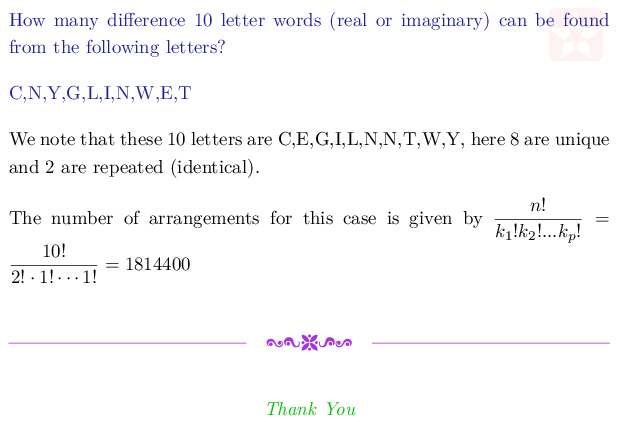 How many difference 10 letter words (real or imaginary) can be found
from the following letters?
C,N,Y,G,L,I,N,W,E,T
We note that these 10 letters are C,E,G,I,L,N,N,T,W,Y, here 8 are unique
and 2 are repeated (identical).
The number of arrangements for this case is given by n!/(k₁!k₂!...kₚ!) =
10!/(2! · 1! · · · 1!) = 1814400
Thank You